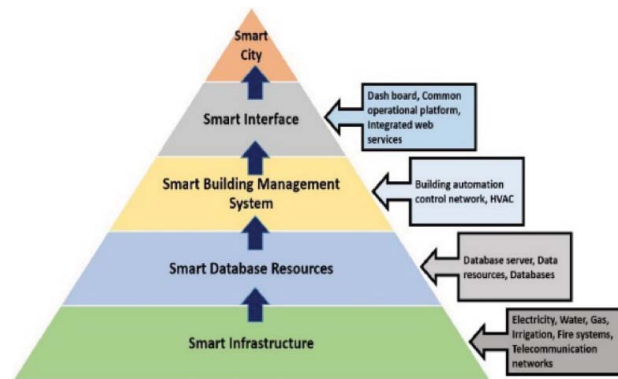 Smart
City
Smart Interface
Dash board, Common
operational platform,
Integrated web
services
Smart Building Management
System
Building automation
control network, HVAC
Smart Database Resources
Database server, Data
resources, Databases
Smart Infrastructure
Electricity, Water, Gas,
Irrigation, Fire systems,
Telecommunication
networks